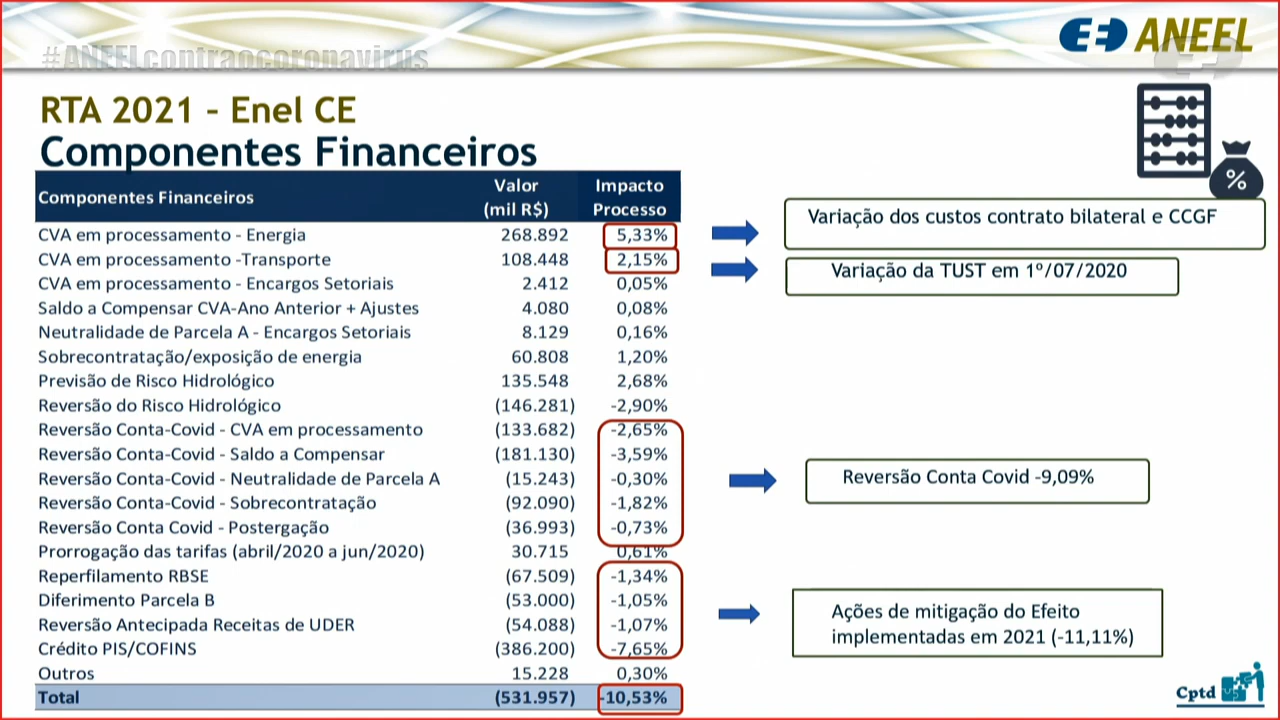 #ANEELcontraocoronavirus
ANEEL
RTA 2021 – Enel CE
Componentes Financeiros
Componentes Financeiros Valor (mil R$) Impacto Processo
CVA em processamento - Energia 268.892 5,33%
CVA em processamento -Transporte 108.448 2,15%
CVA em processamento - Encargos Setoriais 2.412 0,05%
Saldo a Compensar CVA-Ano Anterior + Ajustes 4.080 0,08%
Neutralidade de Parcela A - Encargos Setoriais 8.129 0,16%
Sobrecontratação/exposição de energia 60.808 1,20%
Previsão de Risco Hidrológico 135.548 2,68%
Reversão do Risco Hidrológico (146.281) -2,90%
Reversão Conta-Covid - CVA em processamento (133.682) -2,65%
Reversão Conta-Covid - Saldo a Compensar (181.130) -3,59%
Reversão Conta-Covid - Neutralidade de Parcela A (15.243) -0,30%
Reversão Conta-Covid - Sobrecontratação (92.090) -1,82%
Reversão Conta Covid - Postergação (36.993) -0,73%
Prorrogação das tarifas (abril/2020 a jun/2020) 30.715 0,61%
Reperfilamento RBSE (67.509) -1,34%
Diferimento Parcela B (53.000) -1,05%
Reversão Antecipada Receitas de UDER (54.088) -1,07%
Crédito PIS/COFINS (386.200) -7,65%
Outros 15.228 0,30%
Total (531.957) -10,53%
%
Variação dos custos contrato bilateral e CCGF
Variação da TUST em 1º/07/2020
Reversão Conta Covid -9,09%
Ações de mitigação do Efeito
implementadas em 2021 (-11,11%)
Cptd